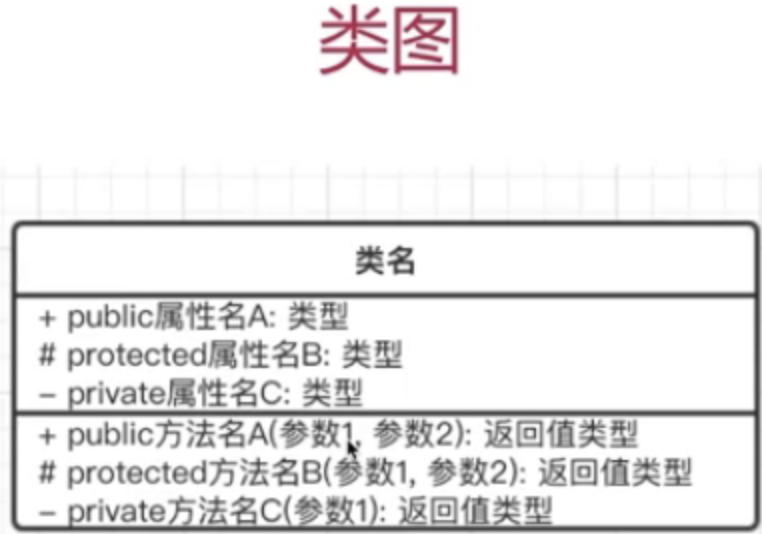 类图
类名
+ public属性名A: 类型
# protected属性名B: 类型
– private属性名C: 类型
+ public方法名A(参数1, 参数2): 返回值类型
# protected方法名B(参数1, 参数2): 返回值类型
– private方法名C(参数1): 返回值类型